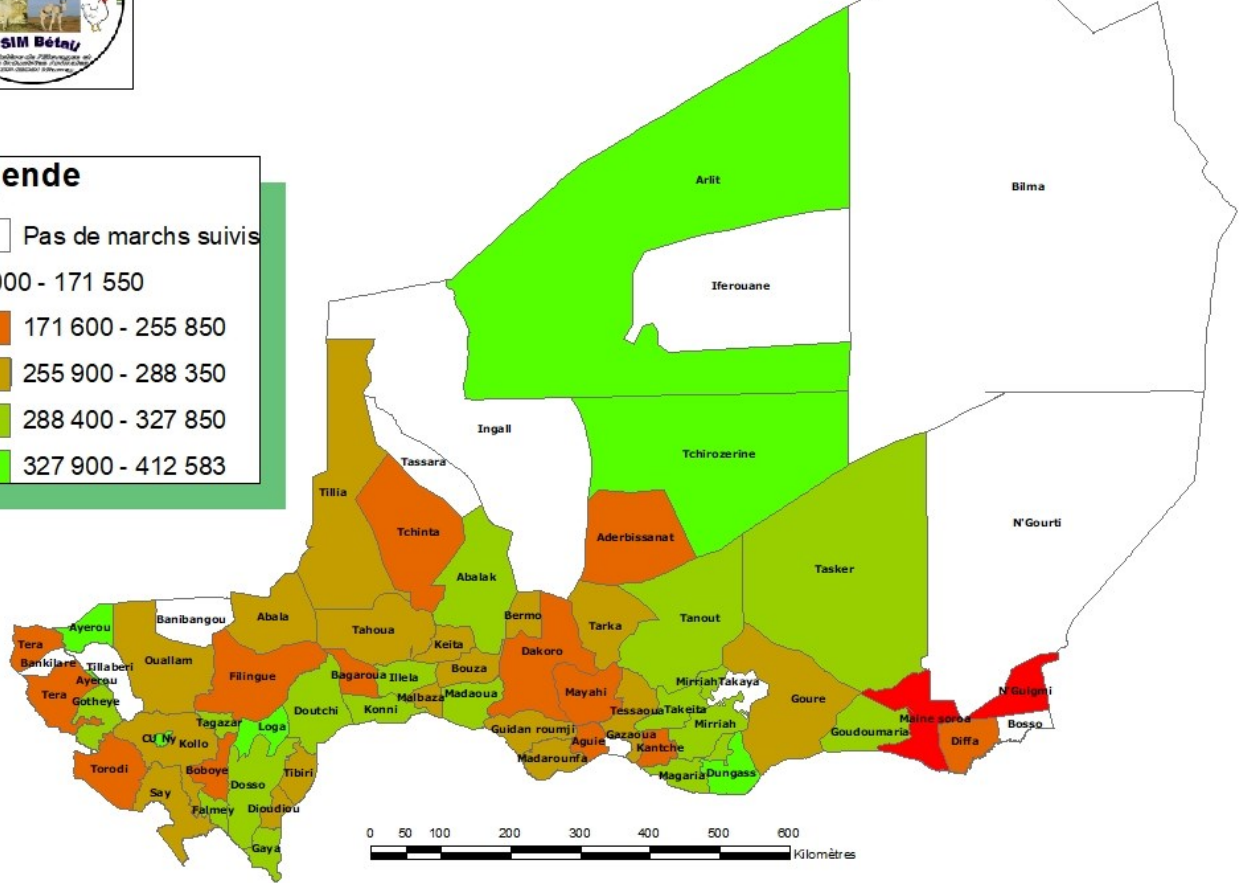 SIM Bétail
ende
Pas de marchs suivis
000 - 171 550
171 600 - 255 850
255 900 - 288 350
288 400 - 327 850
327 900 - 412 583
Arlit
Bilma
Iferouane
Ingall
Tchirozerine
Tassara
Tillia
Tchinta
Aderbissanat
N'Gourti
Tasker
Abalak
Banibangou
Abala
Bermo
Tarka
Tanout
Ayerou
Tahoua
Tera
Keita
Dakoro
Bankilare
Tillaberi
Ouallam
Bouza
Ayerou
Filingue
Bagaroua
Illela
Mirriah
Takaya
Tera
Gotheye
Malbaza
Madaoua
Mayahi
Goure
N'Guigmi
Doutchi
Konni
Tessaoua
Takeita
Maine soroa
Bosso
Tagazar
Loga
Guidan roumji
Gazaoua
Mirriah
Goudoumaria
CU Ny
Kollo
Aguie
Kantche
Diffa
Madarounfa
Torodi
Boboye
Tibiri
Magaria
Dungass
Say
Dosso
Falmey
Dioudiou
Gaya
0 50 100 200 300 400 500 600
Kilomètres